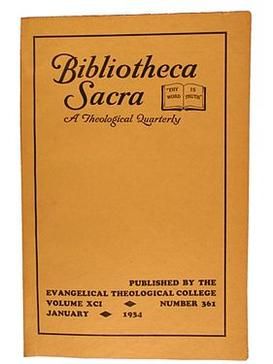 Bibliotheca
Sacra
"THY WORD IS TRUTH"
A Theological Quarterly
PUBLISHED BY THE
EVANGELICAL THEOLOGICAL COLLEGE
VOLUME XCI NUMBER 361
JANUARY 1934